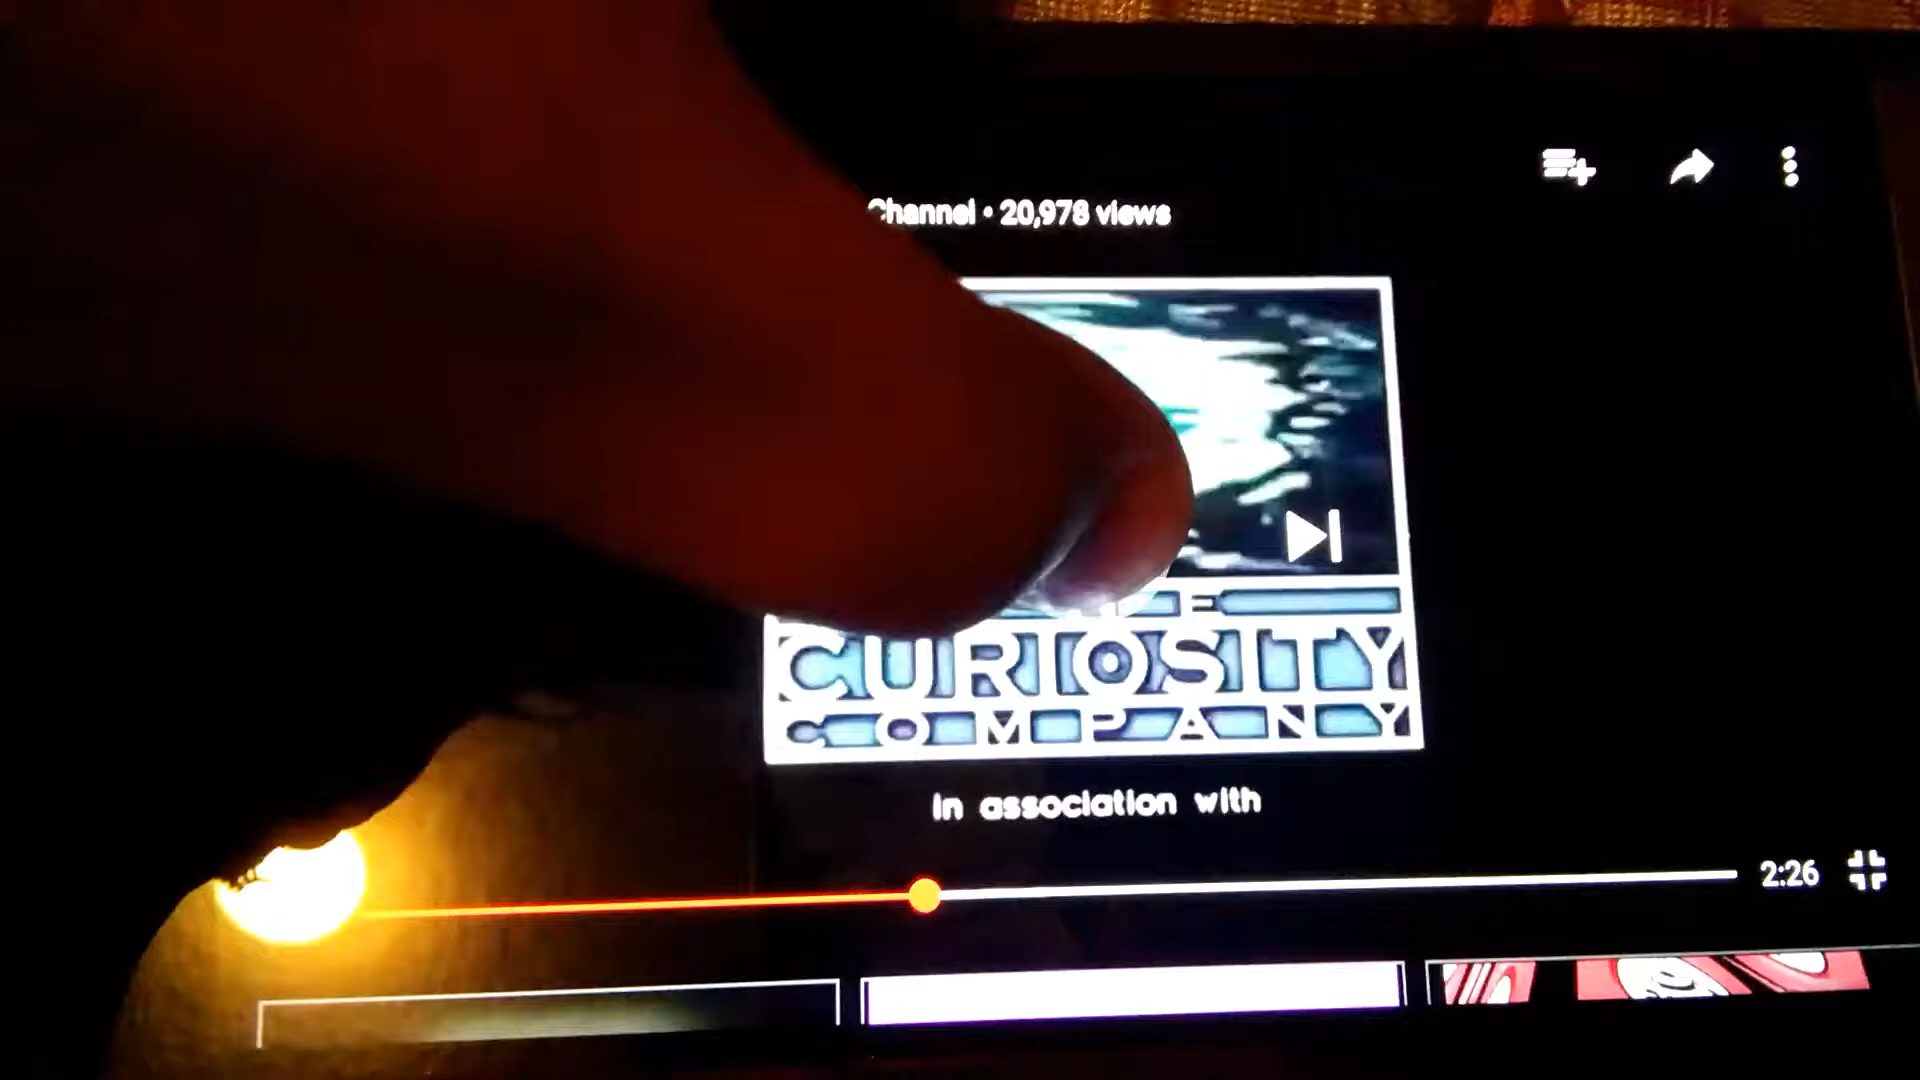 Channel • 20,978 views
CURIOSITY
COMPANY
in association with
2:26